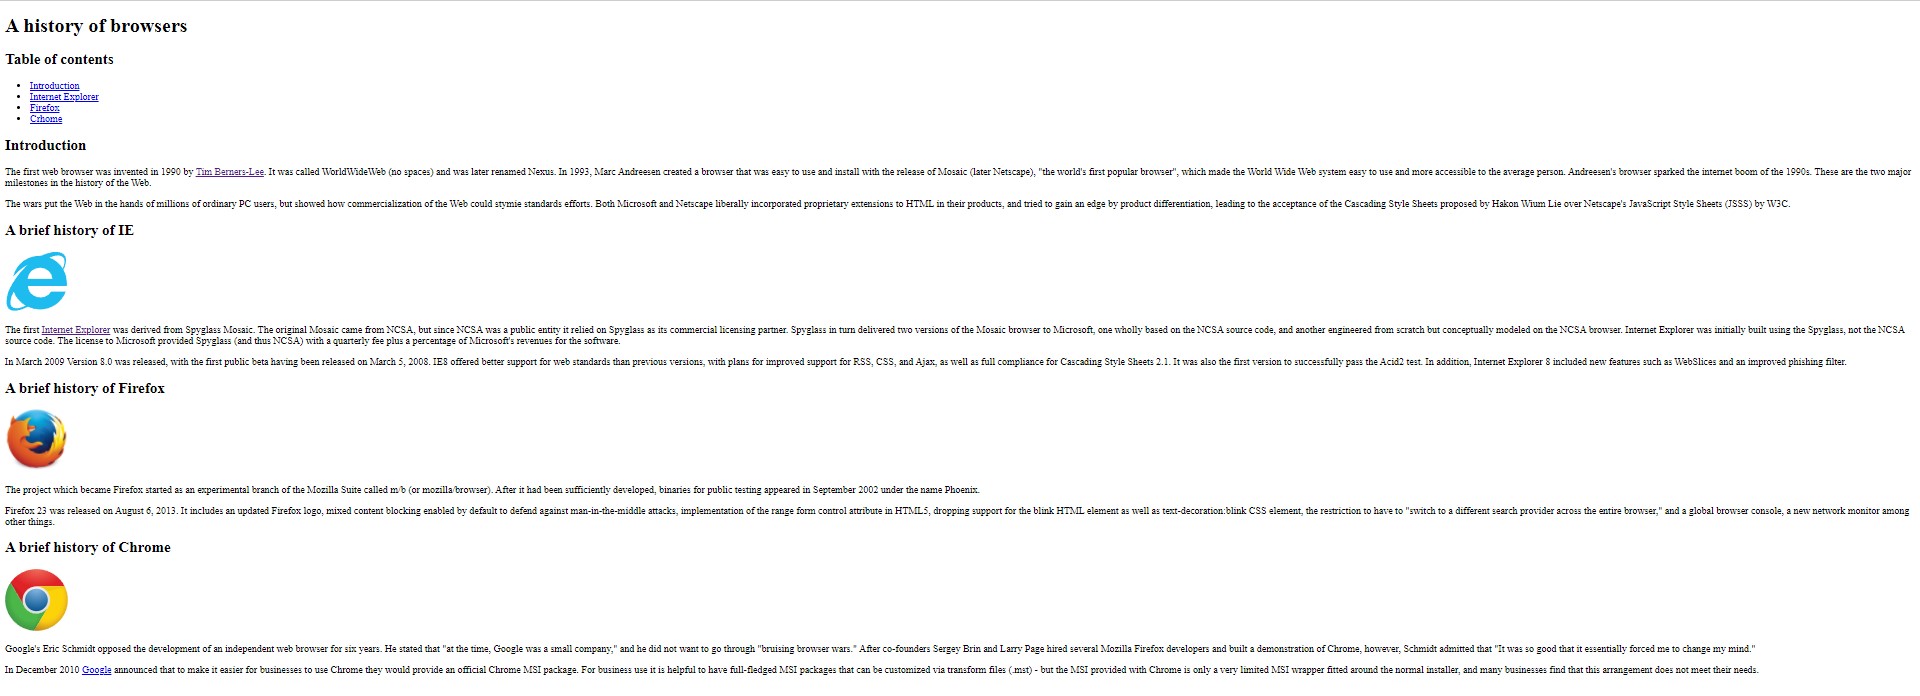 A history of browsers
Table of contents
Introduction
Internet Explorer
Firefox
Crhome
Introduction
The first web browser was invented in 1990 by Tim Berners-Lee. It was called WorldWideWeb (no spaces) and was later renamed Nexus. In 1993, Marc Andreesen created a browser that was easy to use and install with the release of Mosaic (later Netscape), "the world's first popular browser", which made the World Wide Web system easy to use and more accessible to the average person. Andreesen's browser sparked the internet boom of the 1990s. These are the two major
milestones in the history of the Web.
The wars put the Web in the hands of millions of ordinary PC users, but showed how commercialization of the Web could stymie standards efforts. Both Microsoft and Netscape liberally incorporated proprietary extensions to HTML in their products, and tried to gain an edge by product differentiation, leading to the acceptance of the Cascading Style Sheets proposed by Hakon Wium Lie over Netscape's JavaScript Style Sheets (JSSS) by W3C.
A brief history of IE
The first Internet Explorer was derived from Spyglass Mosaic. The original Mosaic came from NCSA, but since NCSA was a public entity it relied on Spyglass as its commercial licensing partner. Spyglass in turn delivered two versions of the Mosaic browser to Microsoft, one wholly based on the NCSA source code, and another engineered from scratch but conceptually modeled on the NCSA browser. Internet Explorer was initially built using the Spyglass, not the NCSA
source code. The license to Microsoft provided Spyglass (and thus NCSA) with a quarterly fee plus a percentage of Microsoft's revenues for the software.
In March 2009 Version 8.0 was released, with the first public beta having been released on March 5, 2008. IE8 offered better support for web standards than previous versions, with plans for improved support for RSS, CSS, and Ajax, as well as full compliance for Cascading Style Sheets 2.1. It was also the first version to successfully pass the Acid2 test. In addition, Internet Explorer 8 included new features such as WebSlices and an improved phishing filter.
A brief history of Firefox
The project which became Firefox started as an experimental branch of the Mozilla Suite called m/b (or mozilla/browser). After it had been sufficiently developed, binaries for public testing appeared in September 2002 under the name Phoenix.
Firefox 23 was released on August 6, 2013. It includes an updated Firefox logo, mixed content blocking enabled by default to defend against man-in-the-middle attacks, implementation of the range form control attribute in HTML5, dropping support for the blink HTML element as well as text-decoration:blink CSS element, the restriction to have to "switch to a different search provider across the entire browser," and a global browser console, a new network monitor among
other things.
A brief history of Chrome
Google's Eric Schmidt opposed the development of an independent web browser for six years. He stated that "at the time, Google was a small company," and he did not want to go through "bruising browser wars." After co-founders Sergey Brin and Larry Page hired several Mozilla Firefox developers and built a demonstration of Chrome, however, Schmidt admitted that "It was so good that it essentially forced me to change my mind."
In December 2010 Google announced that to make it easier for businesses to use Chrome they would provide an official Chrome MSI package. For business use it is helpful to have full-fledged MSI packages that can be customized via transform files (.mst) - but the MSI provided with Chrome is only a very limited MSI wrapper fitted around the normal installer, and many businesses find that this arrangement does not meet their needs.